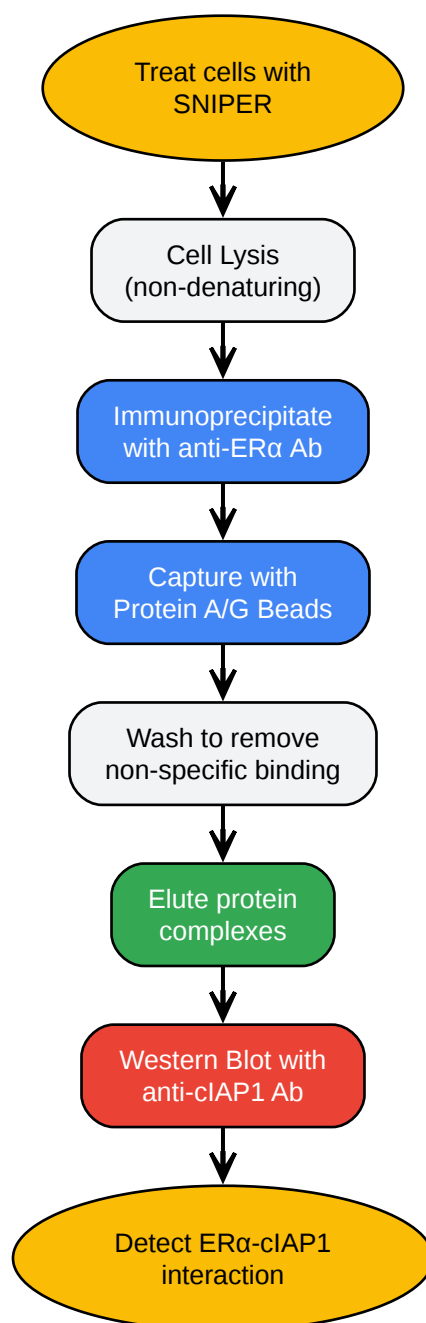 Treat cells with
SNIPER
Cell Lysis
(non-denaturing)
Immunoprecipitate
with anti-ERα Ab
Capture with
Protein A/G Beads
Wash to remove
non-specific binding
Elute protein
complexes
Western Blot with
anti-cIAP1 Ab
Detect ERα-cIAP1
interaction